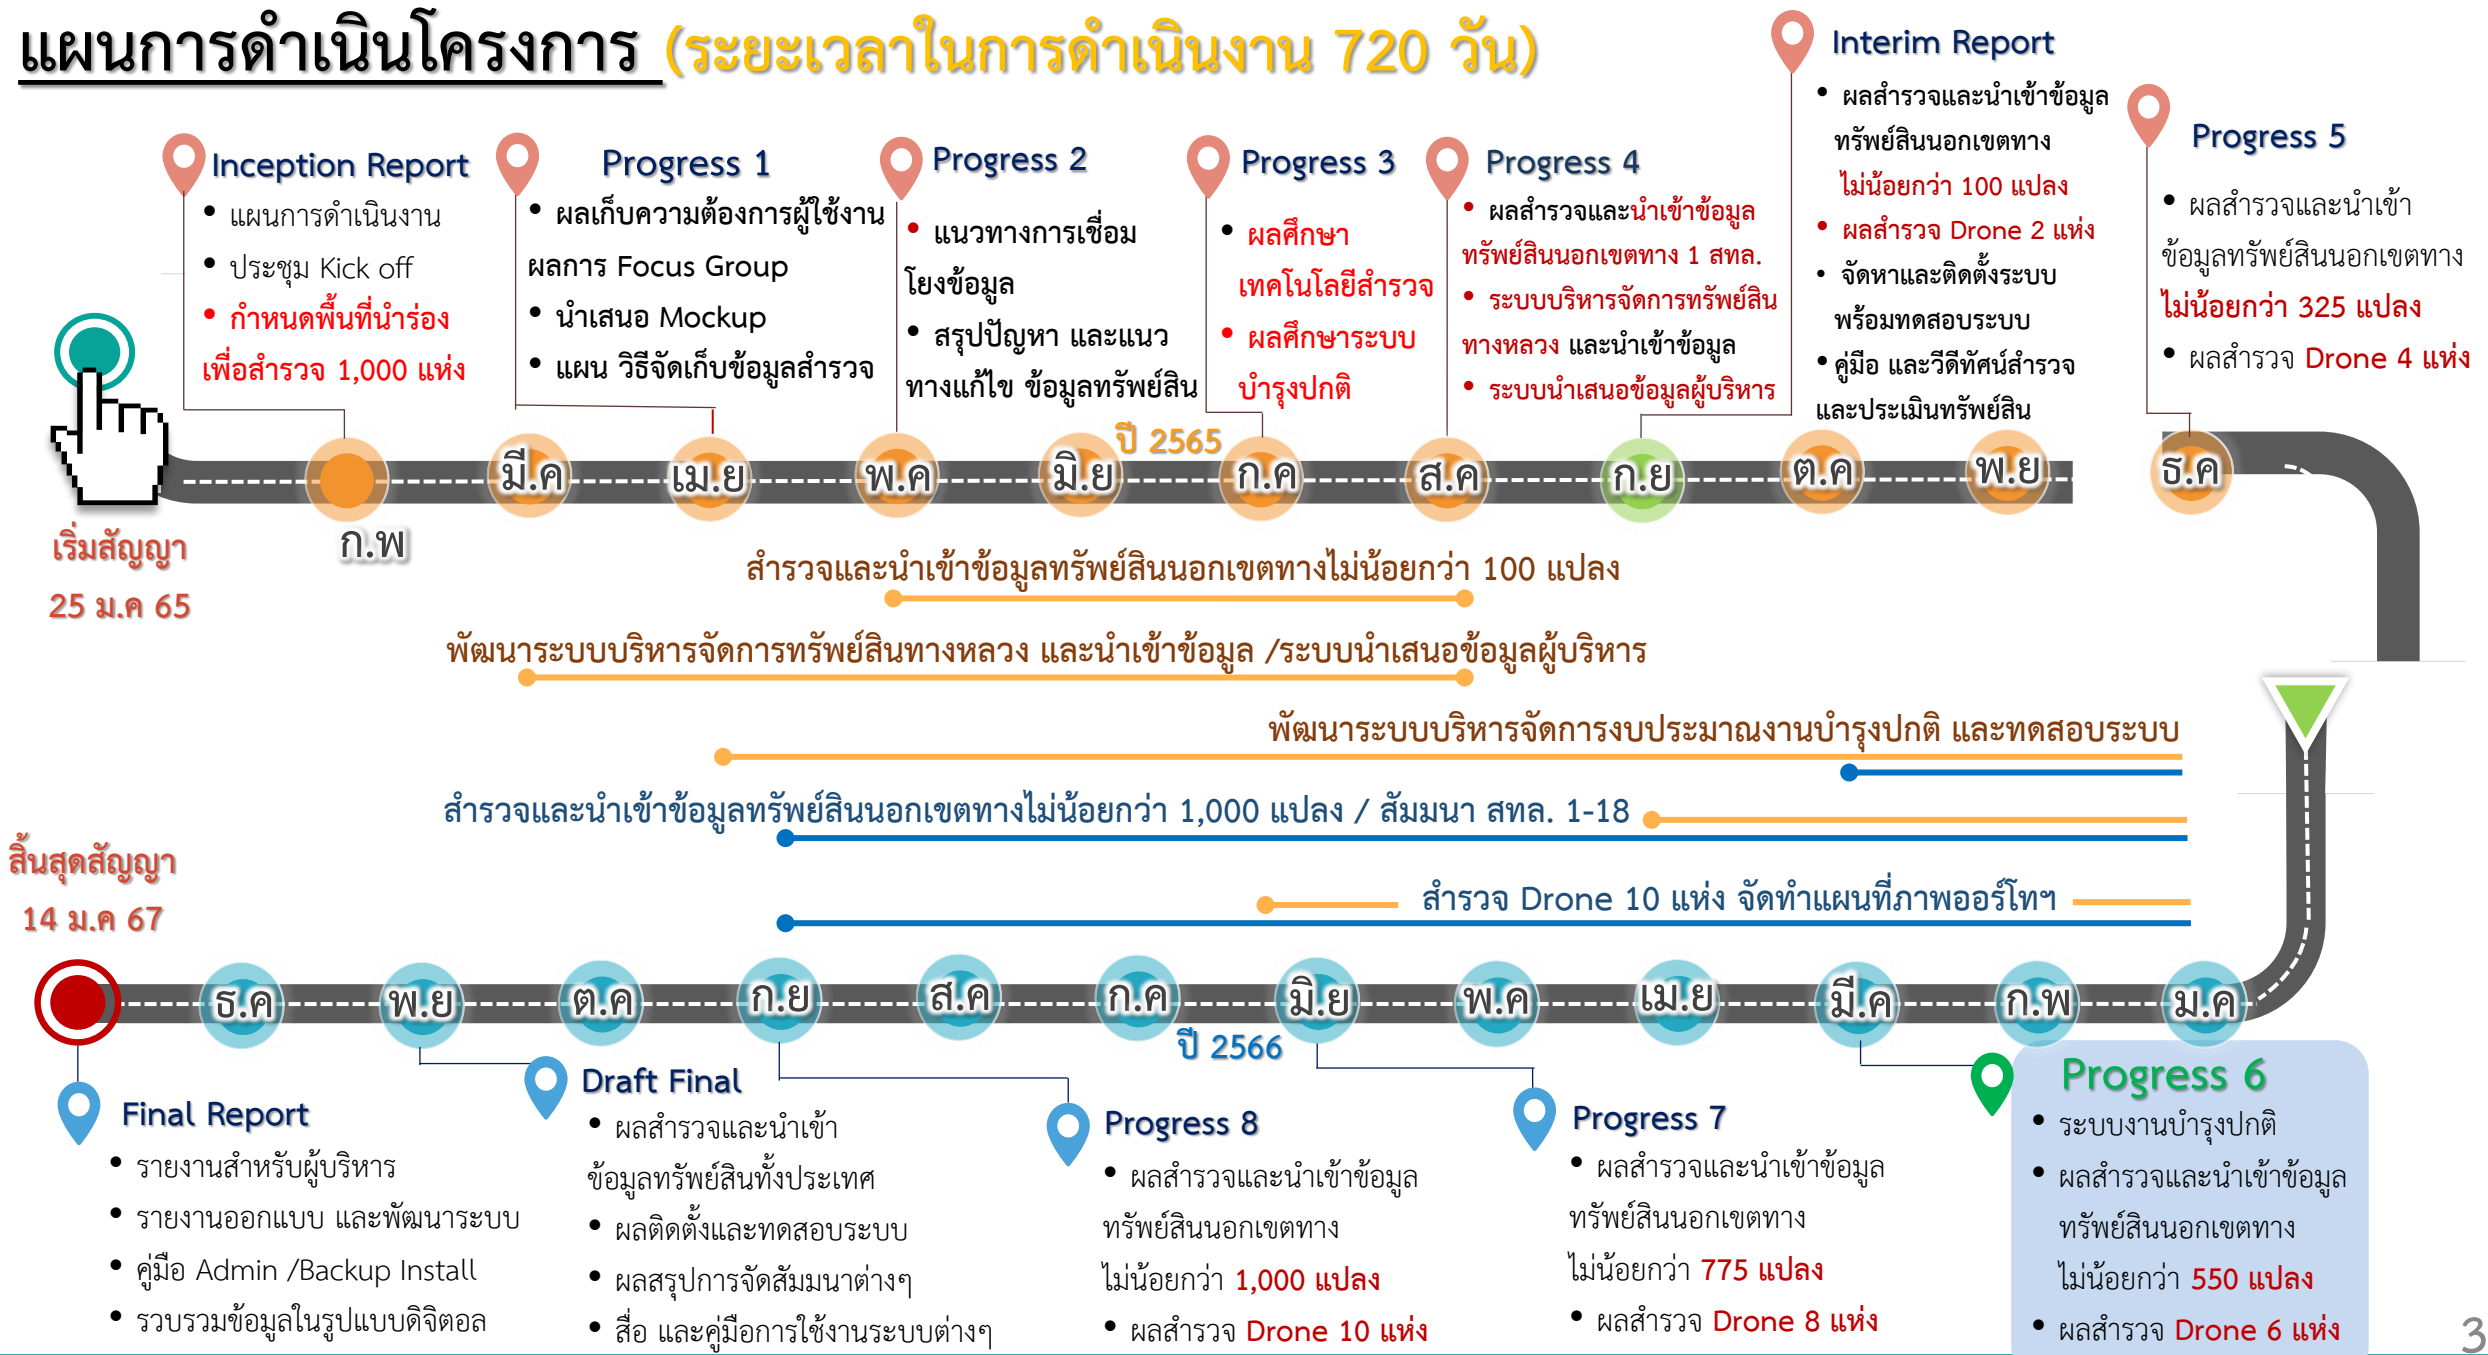 แผนการดำเนินโครงการ (ระยะเวลาในการดำเนินงาน 720 วัน)
Inception Report
• แผนการดำเนินงาน
• ประชุม Kick off
• กำหนดพื้นที่นำร่อง
เพื่อสำรวจ 1,000 แห่ง
Progress 1
• ผลเก็บความต้องการผู้ใช้งาน
ผลการ Focus Group
• นำเสนอ Mockup
• แผน วิธีจัดเก็บข้อมูลสำรวจ
Progress 2
• แนวทางการเชื่อม
โยงข้อมูล
• สรุปปัญหา และแนว
ทางแก้ไข ข้อมูลทรัพย์สิน
Progress 3
• ผลศึกษา
เทคโนโลยีสำรวจ
• ผลศึกษาระบบ
บำรุงปกติ
Progress 4
• ผลสำรวจและนำเข้าข้อมูล
ทรัพย์สินนอกเขตทาง 1 สทล.
• ระบบบริหารจัดการทรัพย์สิน
ทางหลวง และนำเข้าข้อมูล
• ระบบนำเสนอข้อมูลผู้บริหาร
Interim Report
• ผลสำรวจและนำเข้าข้อมูล
ทรัพย์สินนอกเขตทาง
ไม่น้อยกว่า 100 แปลง
• ผลสำรวจ Drone 2 แห่ง
• จัดหาและติดตั้งระบบ
พร้อมทดสอบระบบ
• คู่มือ และวีดีทัศน์สำรวจ
และประเมินทรัพย์สิน
Progress 5
• ผลสำรวจและนำเข้า
ข้อมูลทรัพย์สินนอกเขตทาง
ไม่น้อยกว่า 325 แปลง
• ผลสำรวจ Drone 4 แห่ง
ปี 2565
ก.พ
มี.ค
เม.ย
พ.ค
มิ.ย
ก.ค
ส.ค
ก.ย
ต.ค
พ.ย
ธ.ค
เริ่มสัญญา
25 ม.ค 65
สำรวจและนำเข้าข้อมูลทรัพย์สินนอกเขตทางไม่น้อยกว่า 100 แปลง
พัฒนาระบบบริหารจัดการทรัพย์สินทางหลวง และนำเข้าข้อมูล /ระบบนำเสนอข้อมูลผู้บริหาร
พัฒนาระบบบริหารจัดการงบประมาณงานบำรุงปกติ และทดสอบระบบ
สำรวจและนำเข้าข้อมูลทรัพย์สินนอกเขตทางไม่น้อยกว่า 1,000 แปลง / สัมมนา สทล. 1-18
สำรวจ Drone 10 แห่ง จัดทำแผนที่ภาพออร์โทฯ
สิ้นสุดสัญญา
14 ม.ค 67
ธ.ค
พ.ย
ต.ค
ก.ย
ส.ค
ก.ค
มิ.ย
พ.ค
เม.ย
มี.ค
ก.พ
ม.ค
ปี 2566
Final Report
• รายงานสำหรับผู้บริหาร
• รายงานออกแบบ และพัฒนาระบบ
• คู่มือ Admin /Backup Install
• รวบรวมข้อมูลในรูปแบบดิจิตอล
Draft Final
• ผลสำรวจและนำเข้า
ข้อมูลทรัพย์สินทั้งประเทศ
• ผลติดตั้งและทดสอบระบบ
• ผลสรุปการจัดสัมมนาต่างๆ
• สื่อ และคู่มือการใช้งานระบบต่างๆ
Progress 8
• ผลสำรวจและนำเข้าข้อมูล
ทรัพย์สินนอกเขตทาง
ไม่น้อยกว่า 1,000 แปลง
• ผลสำรวจ Drone 10 แห่ง
Progress 7
• ผลสำรวจและนำเข้าข้อมูล
ทรัพย์สินนอกเขตทาง
ไม่น้อยกว่า 775 แปลง
• ผลสำรวจ Drone 8 แห่ง
Progress 6
• ระบบงานบำรุงปกติ
• ผลสำรวจและนำเข้าข้อมูล
ทรัพย์สินนอกเขตทาง
ไม่น้อยกว่า 550 แปลง
• ผลสำรวจ Drone 6 แห่ง
3